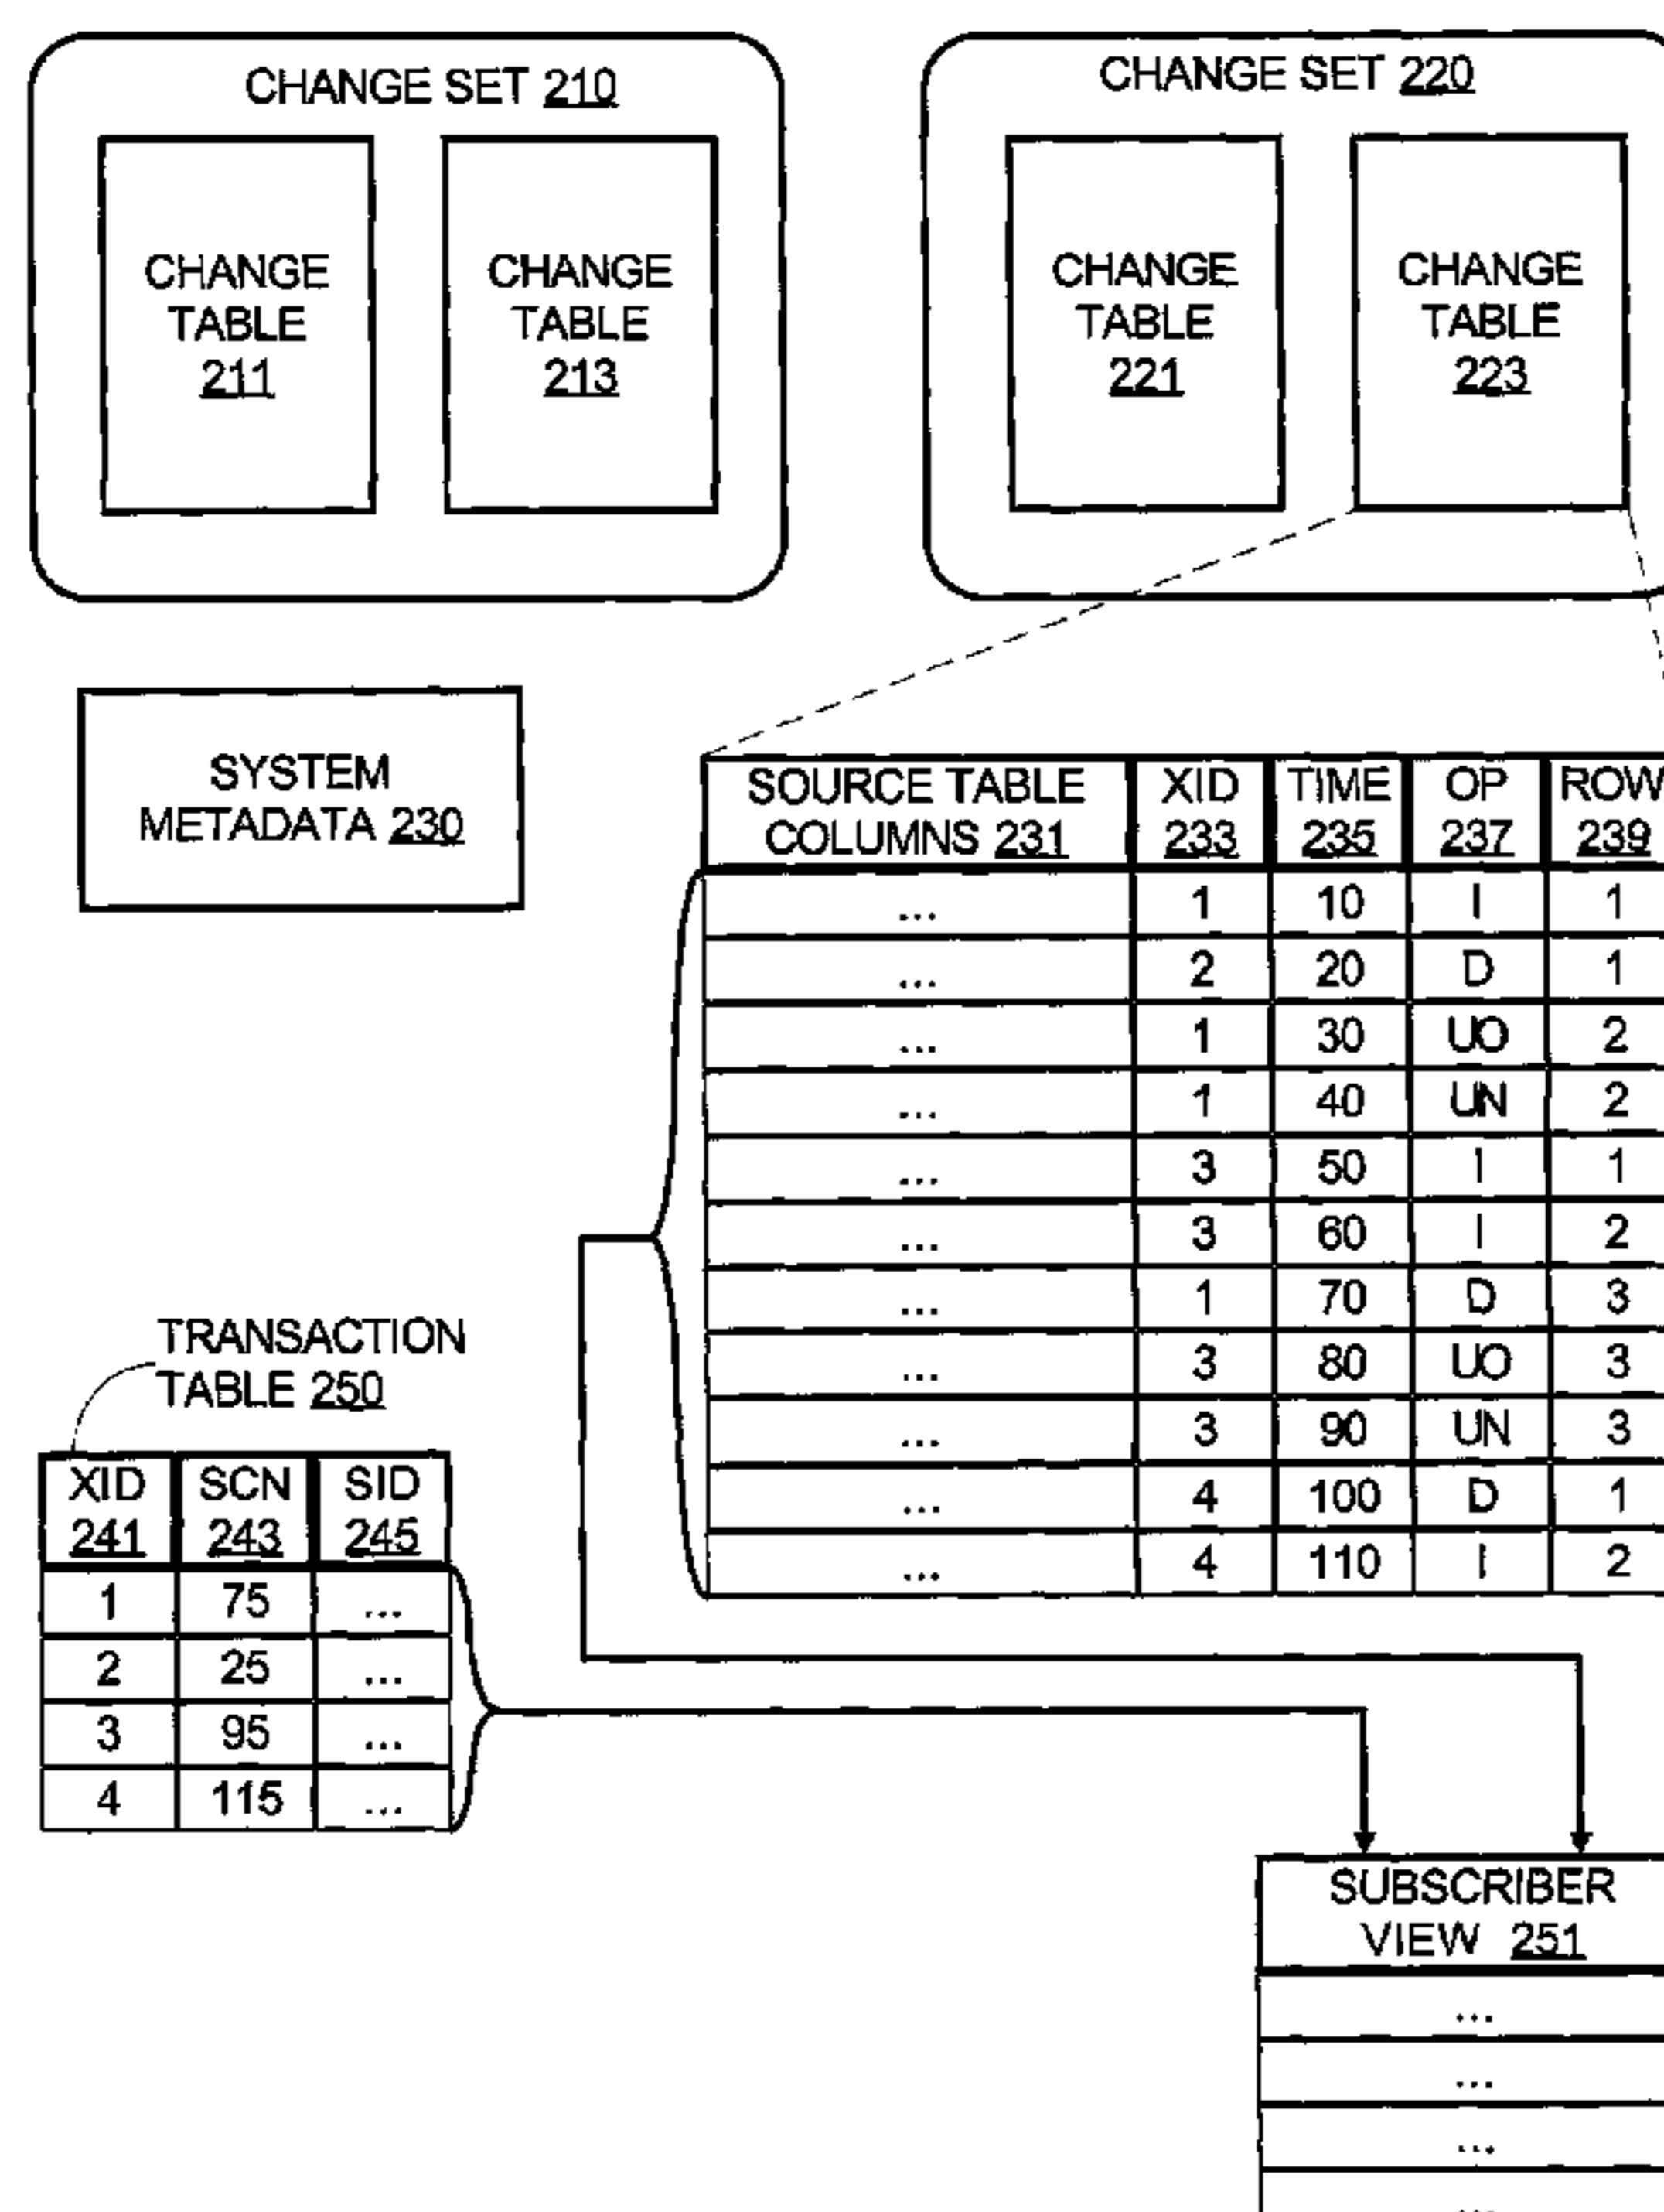 CHANGE SET 210
CHANGE
TABLE
211
CHANGE
TABLE
213
CHANGE SET 220
CHANGE
TABLE
221
CHANGE
TABLE
223
SYSTEM
METADATA 230
SOURCE TABLE
COLUMNS 231
XID
233
TIME
235
OP
237
ROW
239
... 1 10 I 1
... 2 20 D 1
... 1 30 UO 2
... 1 40 UN 2
... 3 50 I 1
... 3 60 I 2
... 1 70 D 3
... 3 80 UO 3
... 3 90 UN 3
... 4 100 D 1
... 4 110 I 2
TRANSACTION
TABLE 250
XID
241
SCN
243
SID
245
1 75 ...
2 25 ...
3 95 ...
4 115 ...
SUBSCRIBER
VIEW 251
...
...
...
...